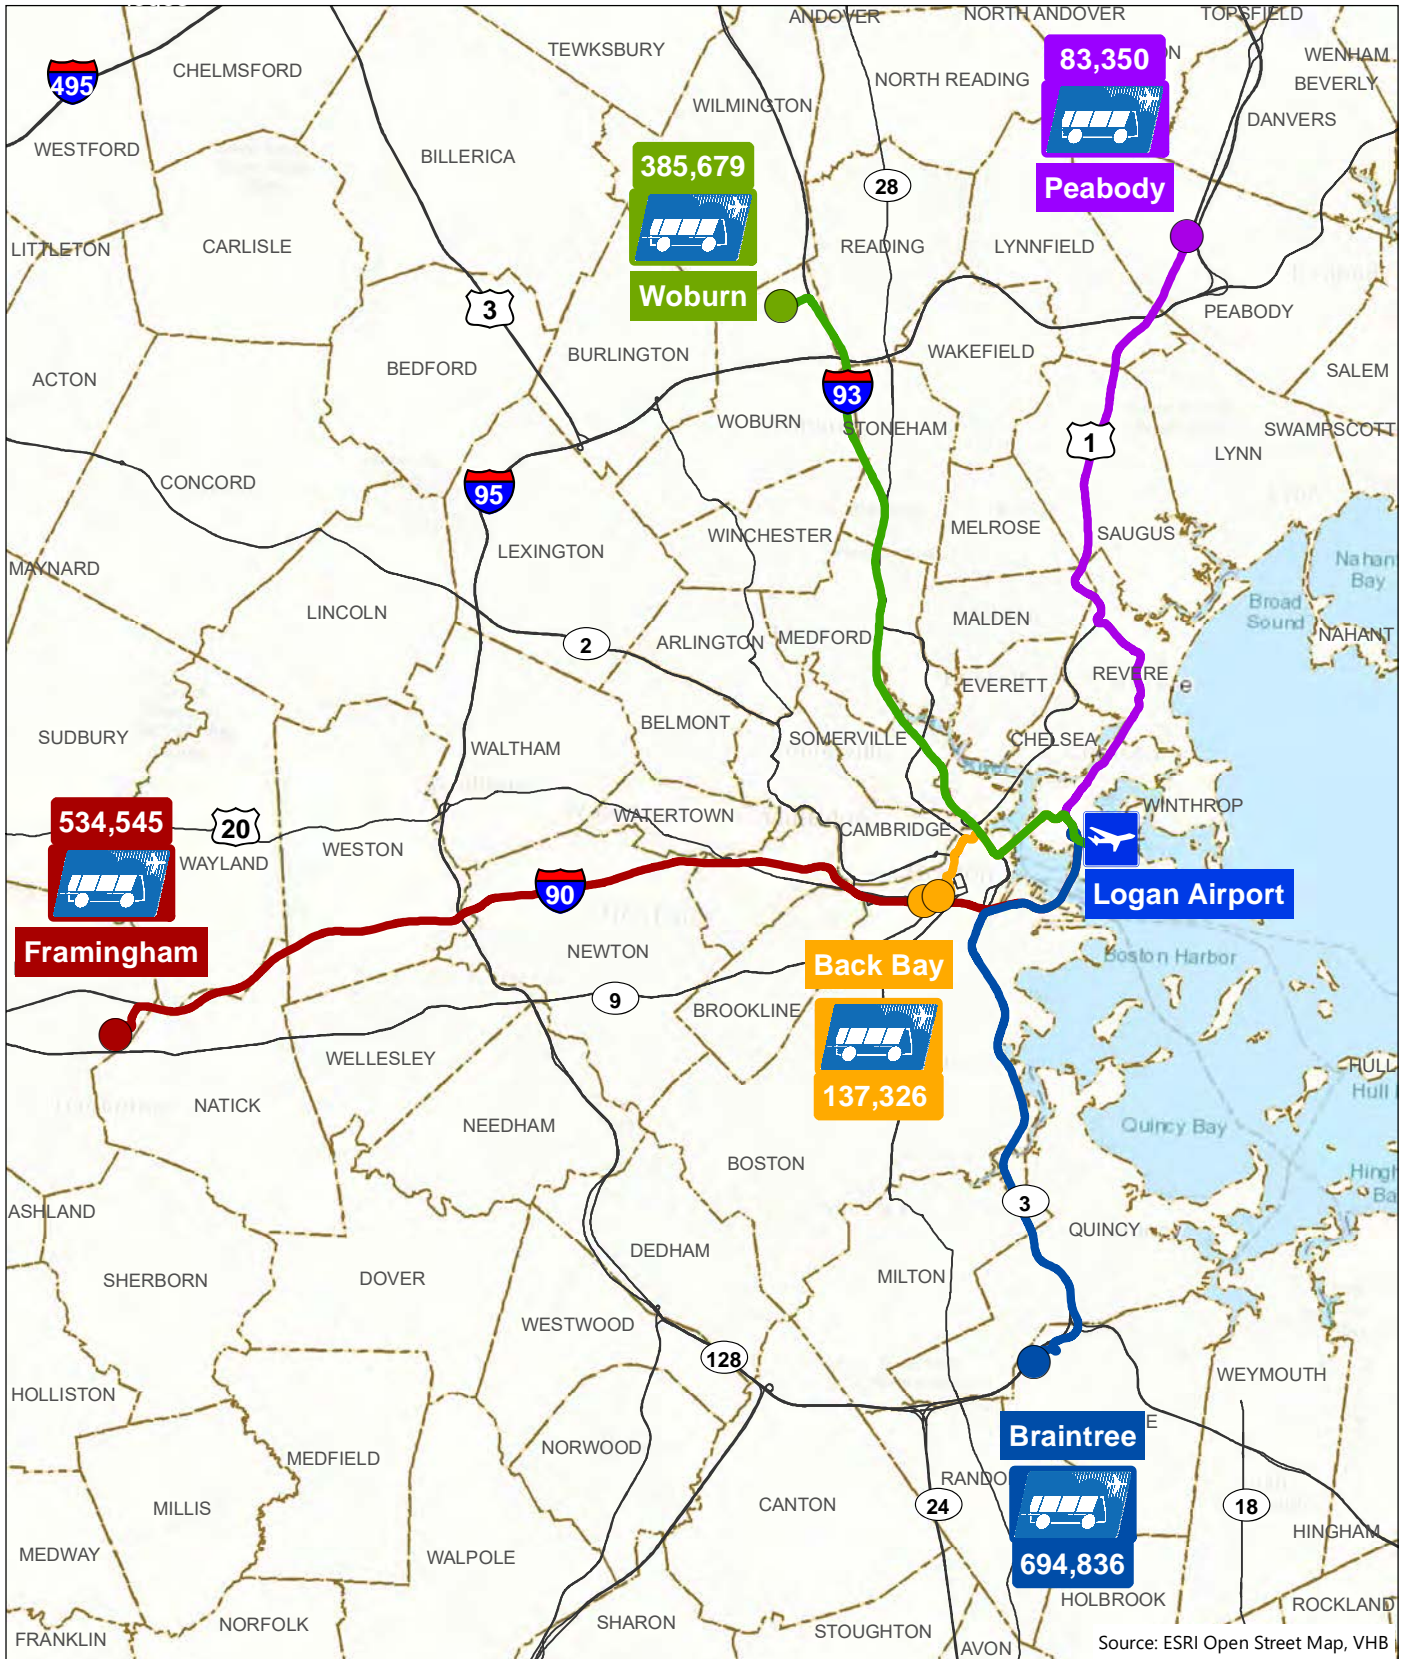 ANDOVER
NORTH ANDOVER
TOPSFIELD
TEWKSBURY
83,350
WENHAM
CHELMSFORD
495
NORTH READING
BEVERLY
WILMINGTON
DANVERS
WESTFORD
BILLERICA
385,679
28
Peabody
LITTLETON
CARLISLE
READING
LYNNFIELD
Woburn
3
PEABODY
BURLINGTON
WAKEFIELD
BEDFORD
ACTON
SALEM
93
WOBURN
STONEHAM
SWAMPSCOTT
1
LYNN
CONCORD
95
MELROSE
WINCHESTER
SAUGUS
LEXINGTON
MAYNARD
Nahan
Bay
LINCOLN
Broad
Sound
MALDEN
NAHANT
2
ARLINGTON
MEDFORD
REVERE
EVERETT
BELMONT
SUDBURY
WALTHAM
SOMERVILLE
CHELSEA
River
WINTHROP
534,545
20
WATERTOWN
CAMBRIDGE
WAYLAND
WESTON
90
Logan Airport
Framingham
NEWTON
Back Bay
Boston Harbor
9
BROOKLINE
WELLESLEY
HULL
Hull
NATICK
137,326
NEEDHAM
Quincy Bay
BOSTON
Hingh
Ba
ASHLAND
3
QUINCY
DEDHAM
SHERBORN
DOVER
MILTON
WESTWOOD
128
HOLLISTON
WEYMOUTH
Braintree
E
NORWOOD
MEDFIELD
RANDO
MILLIS
CANTON
24
18
HINGHAM
MEDWAY
WALPOLE
694,836
HOLBROOK
ROCKLAND
NORFOLK
SHARON
STOUGHTON
FRANKLIN
AVON
Source: ESRI Open Street Map, VHB